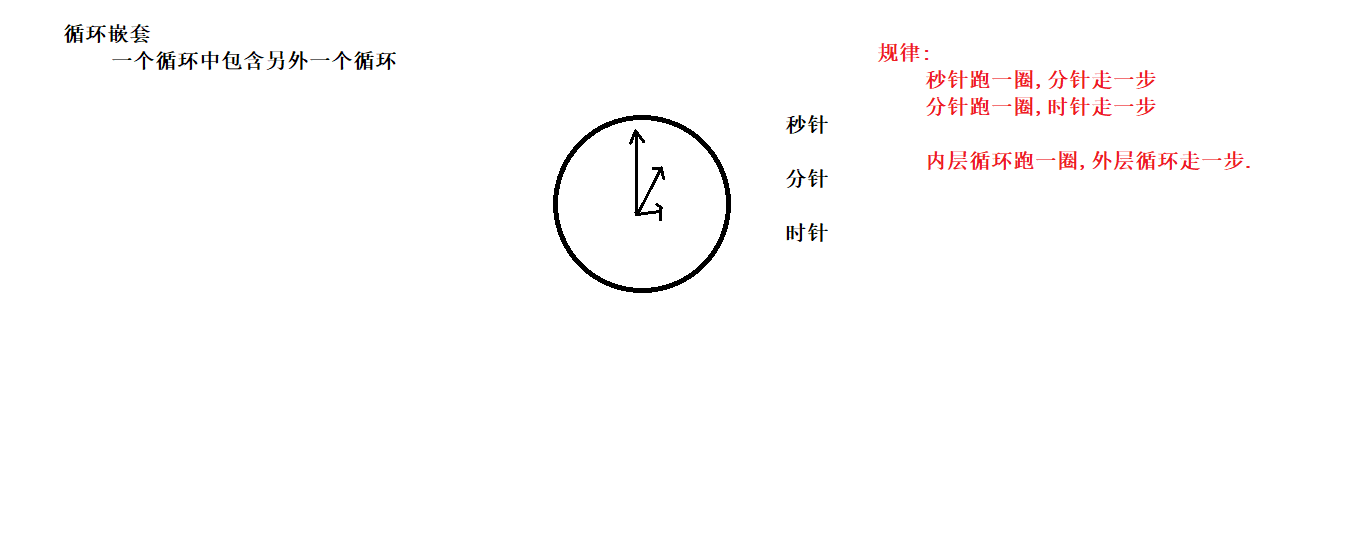 循环嵌套
一个循环中包含另外一个循环
规律:
秒针跑一圈,分针走一步
分针跑一圈,时针走一步
秒针
内层循环跑一圈,外层循环走一步.
分针
时针